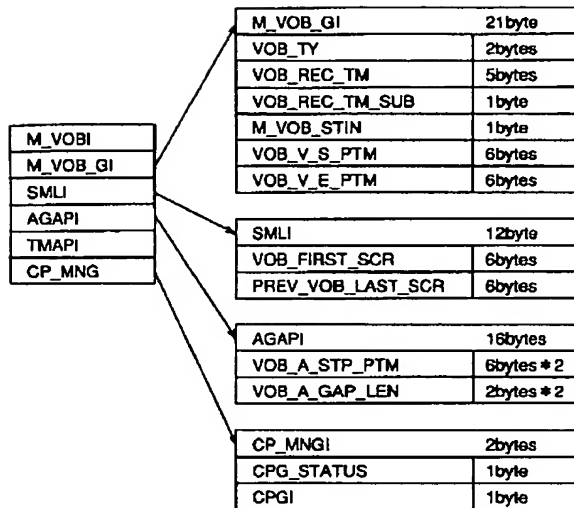 M_VOBI
M_VOB_GI
SMLI
AGAPI
TMAPI
CP_MNG
M_VOB_GI 21byte
VOB_TY 2bytes
VOB_REC_TM 5bytes
VOB_REC_TM_SUB 1byte
M_VOB_STIN 1byte
VOB_V_S_PTM 6bytes
VOB_V_E_PTM 6bytes
SMLI 12byte
VOB_FIRST_SCR 6bytes
PREV_VOB_LAST_SCR 6bytes
AGAPI 16bytes
VOB_A_STP_PTM 6bytes*2
VOB_A_GAP_LEN 2bytes*2
CP_MNGI 2bytes
CPG_STATUS 1byte
CPGI 1byte